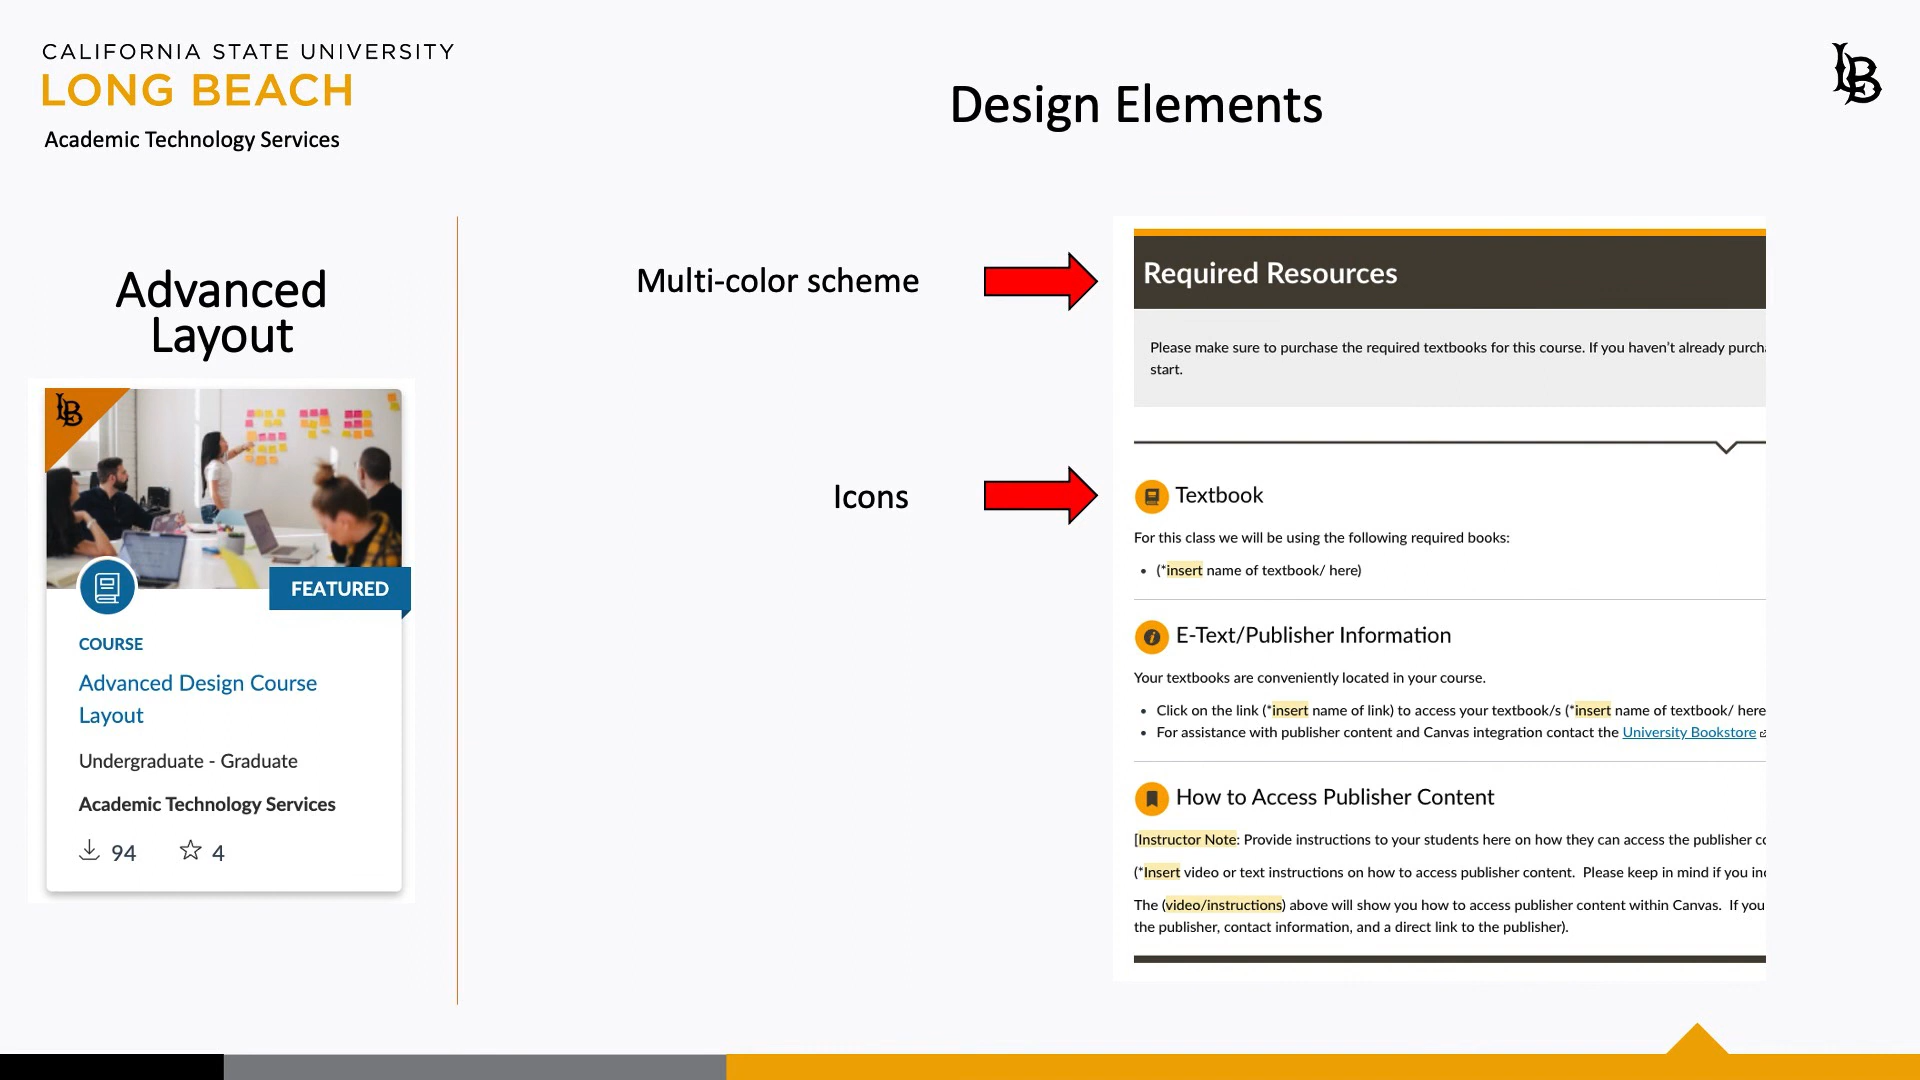 CALIFORNIA STATE UNIVERSITY
LONG BEACH
Academic Technology Services
LB
Design Elements
Advanced
Layout
LB
FEATURED
COURSE
Advanced Design Course
Layout
Undergraduate - Graduate
Academic Technology Services
94 4
Multi-color scheme
Icons
Required Resources
Please make sure to purchase the required textbooks for this course. If you haven't already purch
start.
Textbook
For this class we will be using the following required books:
• (*insert name of textbook/ here)
E-Text/Publisher Information
Your textbooks are conveniently located in your course.
• Click on the link (*insert name of link) to access your textbook/s (*insert name of textbook/ here
• For assistance with publisher content and Canvas integration contact the University Bookstore
How to Access Publisher Content
[Instructor Note: Provide instructions to your students here on how they can access the publisher co
(*Insert video or text instructions on how to access publisher content. Please keep in mind if you in
The (video/instructions) above will show you how to access publisher content within Canvas. If you
the publisher, contact information, and a direct link to the publisher).